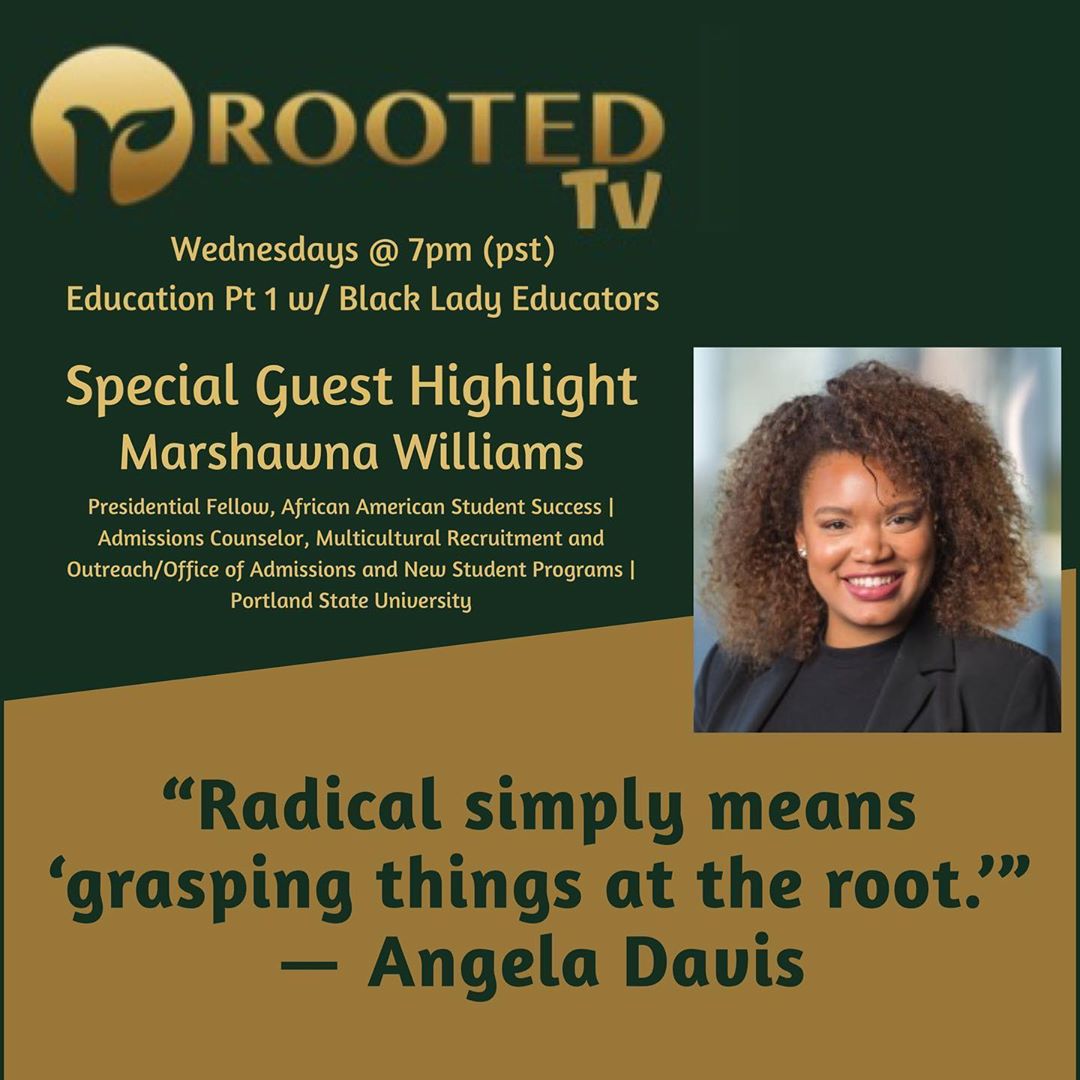 ROOTED
TV
Wednesdays @ 7pm (pst)
Education Pt 1 w/ Black Lady Educators
Special Guest Highlight
Marshawna Williams
Presidential Fellow, African American Student Success |
Admissions Counselor, Multicultural Recruitment and
Outreach/Office of Admissions and New Student Programs |
Portland State University
“Radical simply means
‘grasping things at the root.’”
— Angela Davis